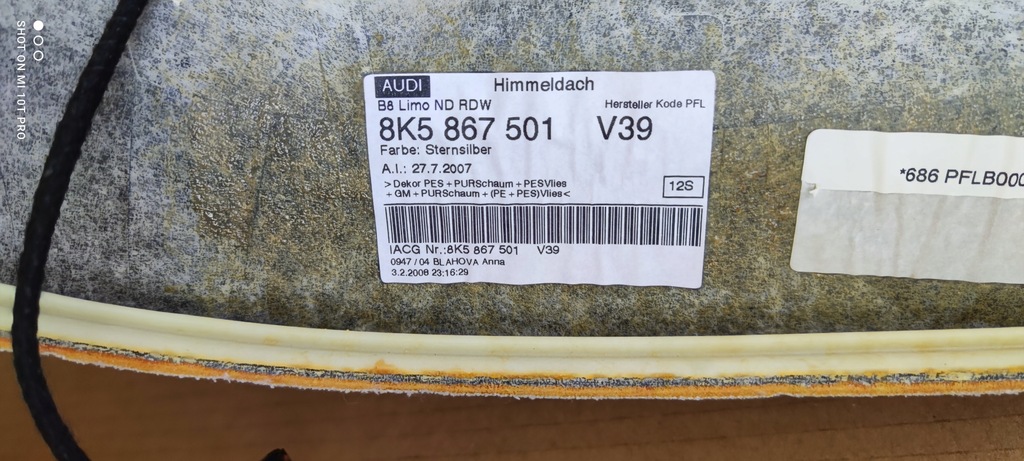 SHOT ON MI 10T PRO
AUDI Himmeldach
B8 Limo ND RDW Hersteller Kode PFL
8K5 867 501 V39
Farbe: Sternsilber
A.I.: 27.7.2007
>Dekor PES + PURSchaum + PESVlies
+ GM + PURSchaum + (PE + PES)Vlies<
12S
IACG Nr.:8K5 867 501 V39
0947 / 04 BLAHOVA Anna
3.2.2008 23:16:29
*686 PFLB000